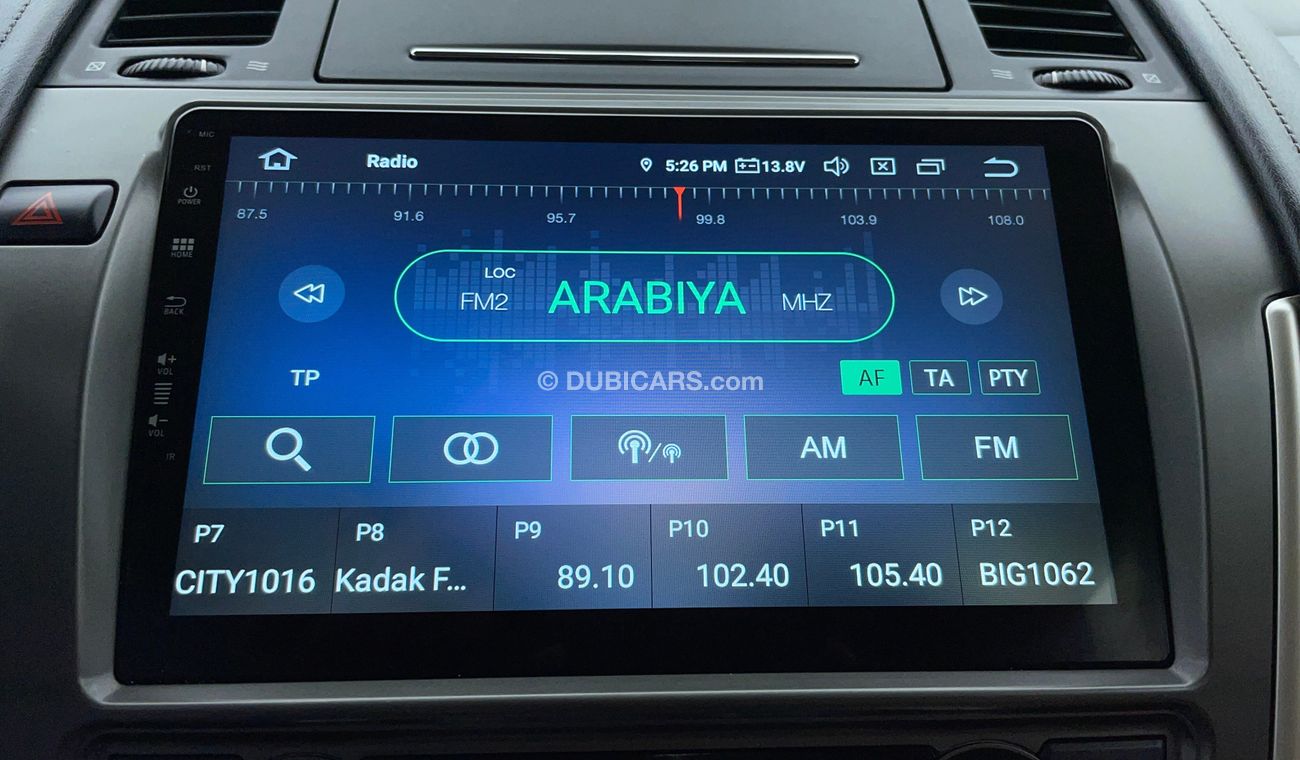 MIC
RST
POWER
HOME
BACK
VOL
VOL
IR
Radio 5:26 PM 13.8V
87.5 91.6 95.7 99.8 103.9 108.0
LOC
FM2 ARABIYA MHZ
TP AF TA PTY
© DUBICARS.com
AM FM
P7 P8 P9 P10 P11 P12
CITY1016 Kadak F... 89.10 102.40 105.40 BIG1062